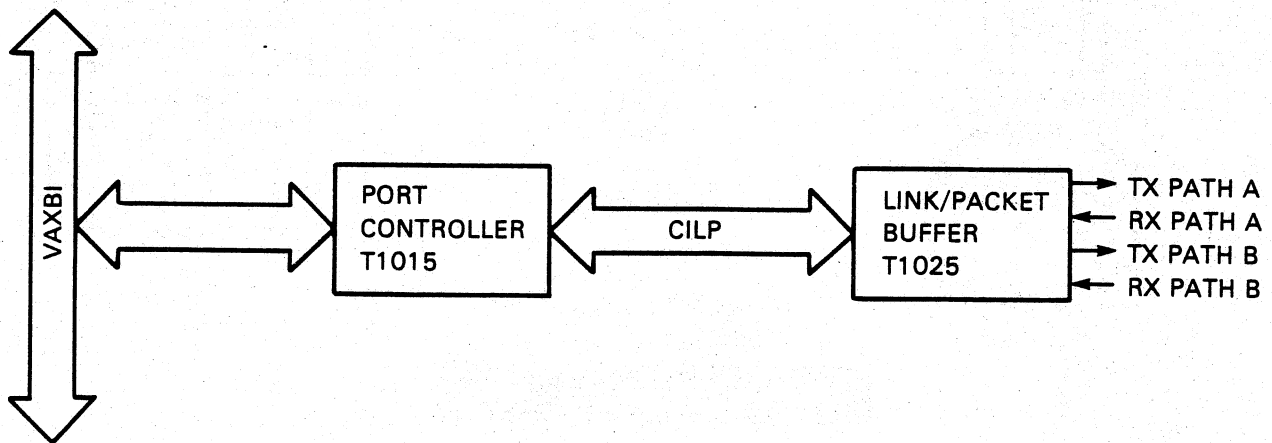 VAXBI
PORT
CONTROLLER
T1015
CILP
LINK/PACKET
BUFFER
T1025
TX PATH A
RX PATH A
TX PATH B
RX PATH B